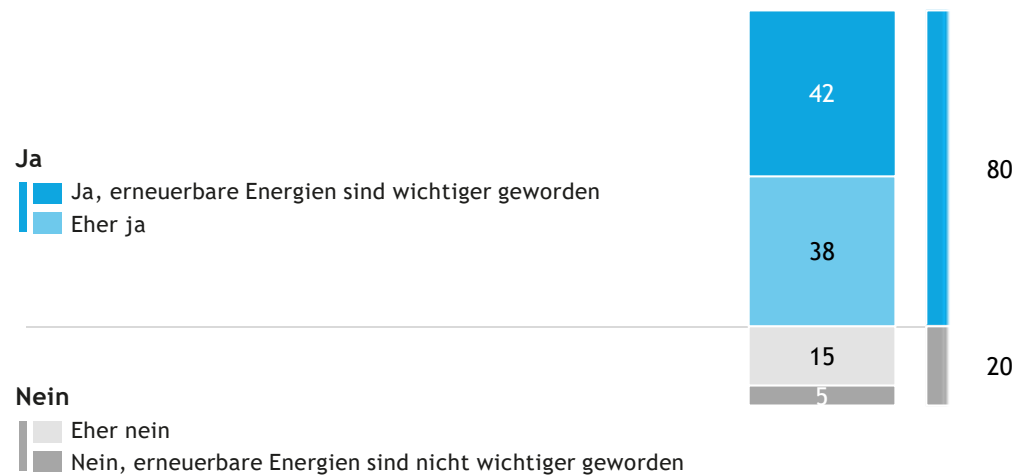 42
Ja
80
Ja, erneuerbare Energien sind wichtiger geworden
Eher ja
38
15
20
5
Nein
Eher nein
Nein, erneuerbare Energien sind nicht wichtiger geworden